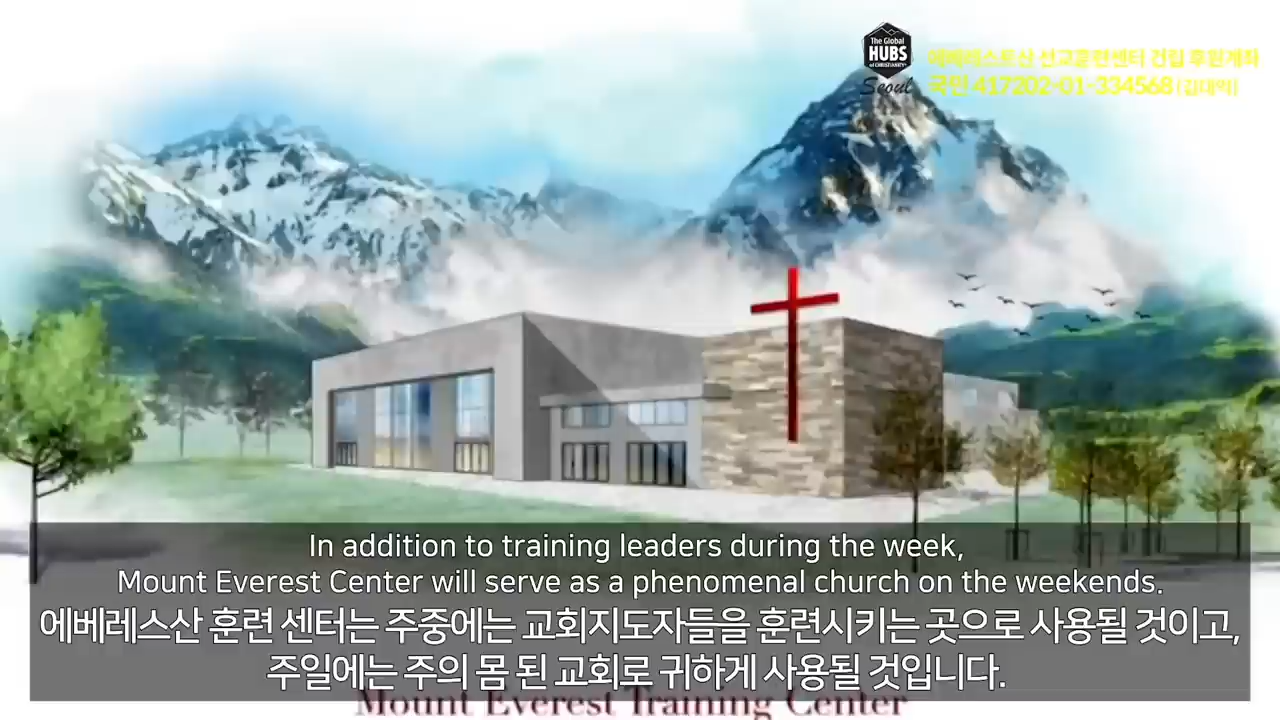 The Global
HUBS
of CHRISTIANITY
Seoul
에베레스트산 선교훈련센터 건립 후원계좌
국민 417202-01-334568 (김대억)
In addition to training leaders during the week,
Mount Everest Center will serve as a phenomenal church on the weekends.
에베레스산 훈련 센터는 주중에는 교회지도자들을 훈련시키는 곳으로 사용될 것이고,
주일에는 주의 몸 된 교회로 귀하게 사용될 것입니다.
Mount Everest Training Center